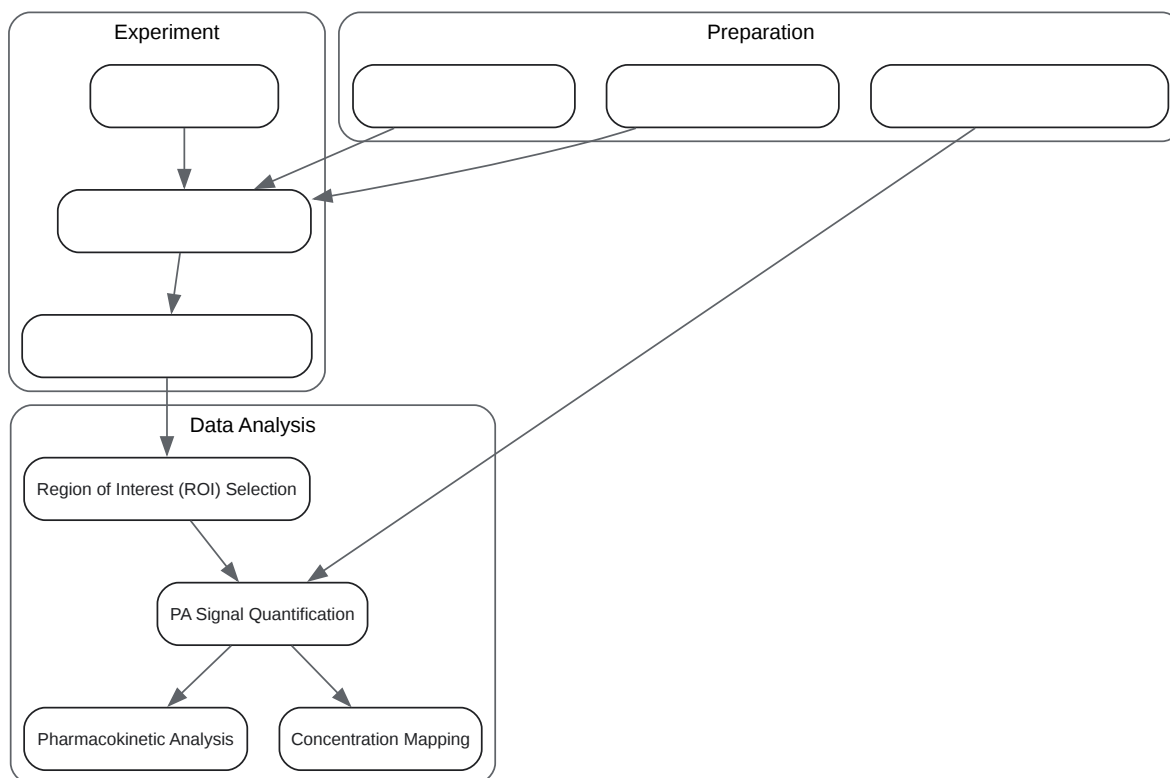 Experiment
Preparation
Data Analysis
Region of Interest (ROI) Selection
PA Signal Quantification
Pharmacokinetic Analysis
Concentration Mapping